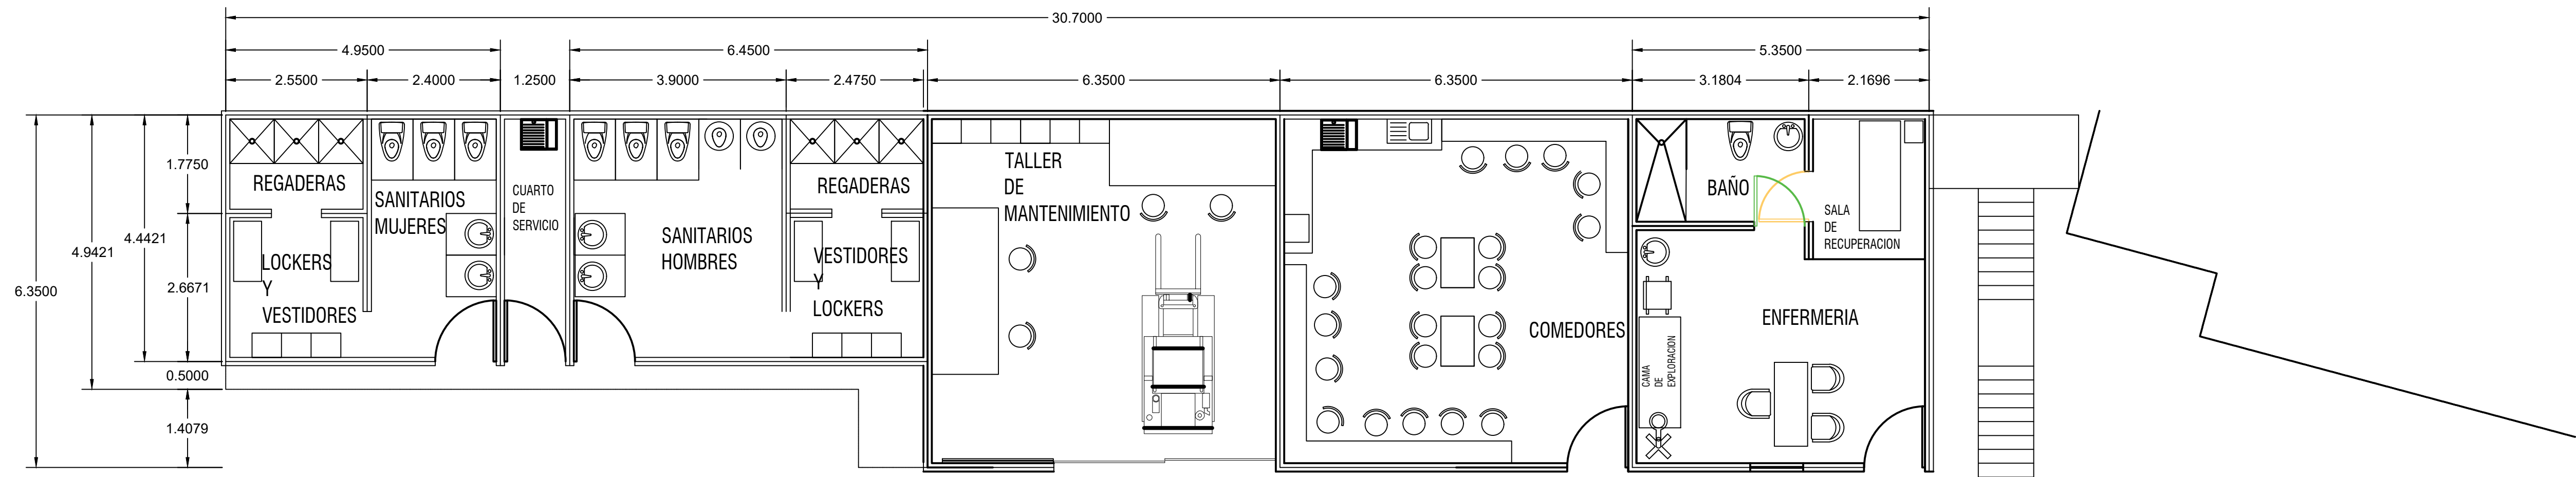 30.7000
4.9500
6.4500
5.3500
2.5500
2.4000
1.2500
3.9000
2.4750
6.3500
6.3500
3.1804
2.1696
1.7750
4.4421
4.9421
6.3500
2.6671
0.5000
1.4079
REGADERAS
LOCKERS
Y
VESTIDORES
SANITARIOS
MUJERES
CUARTO
DE
SERVICIO
SANITARIOS
HOMBRES
REGADERAS
VESTIDORES
Y
LOCKERS
TALLER
DE
MANTENIMIENTO
COMEDORES
BAÑO
SALA
DE
RECUPERACION
ENFERMERIA
CAMA
DE
EXPLORACION